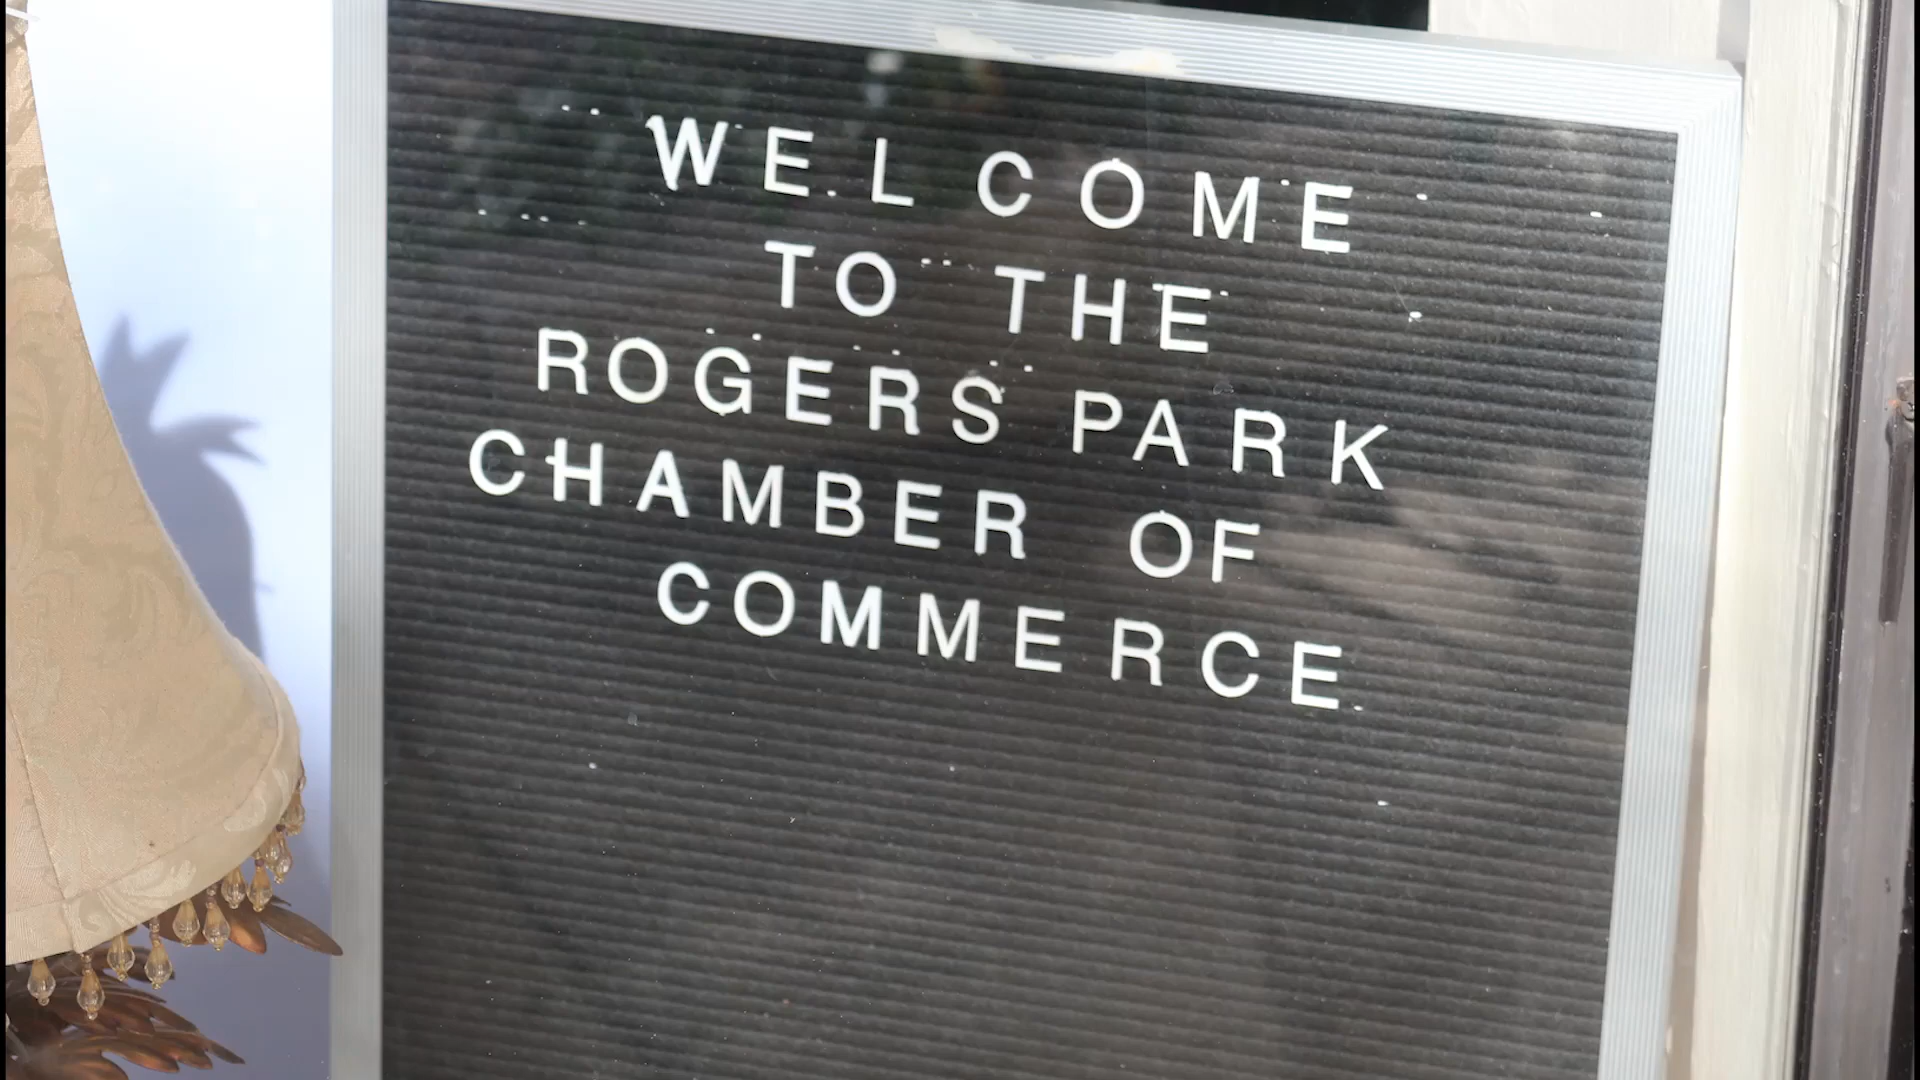 WELCOME
TO THE
ROGERS PARK
CHAMBER OF
COMMERCE